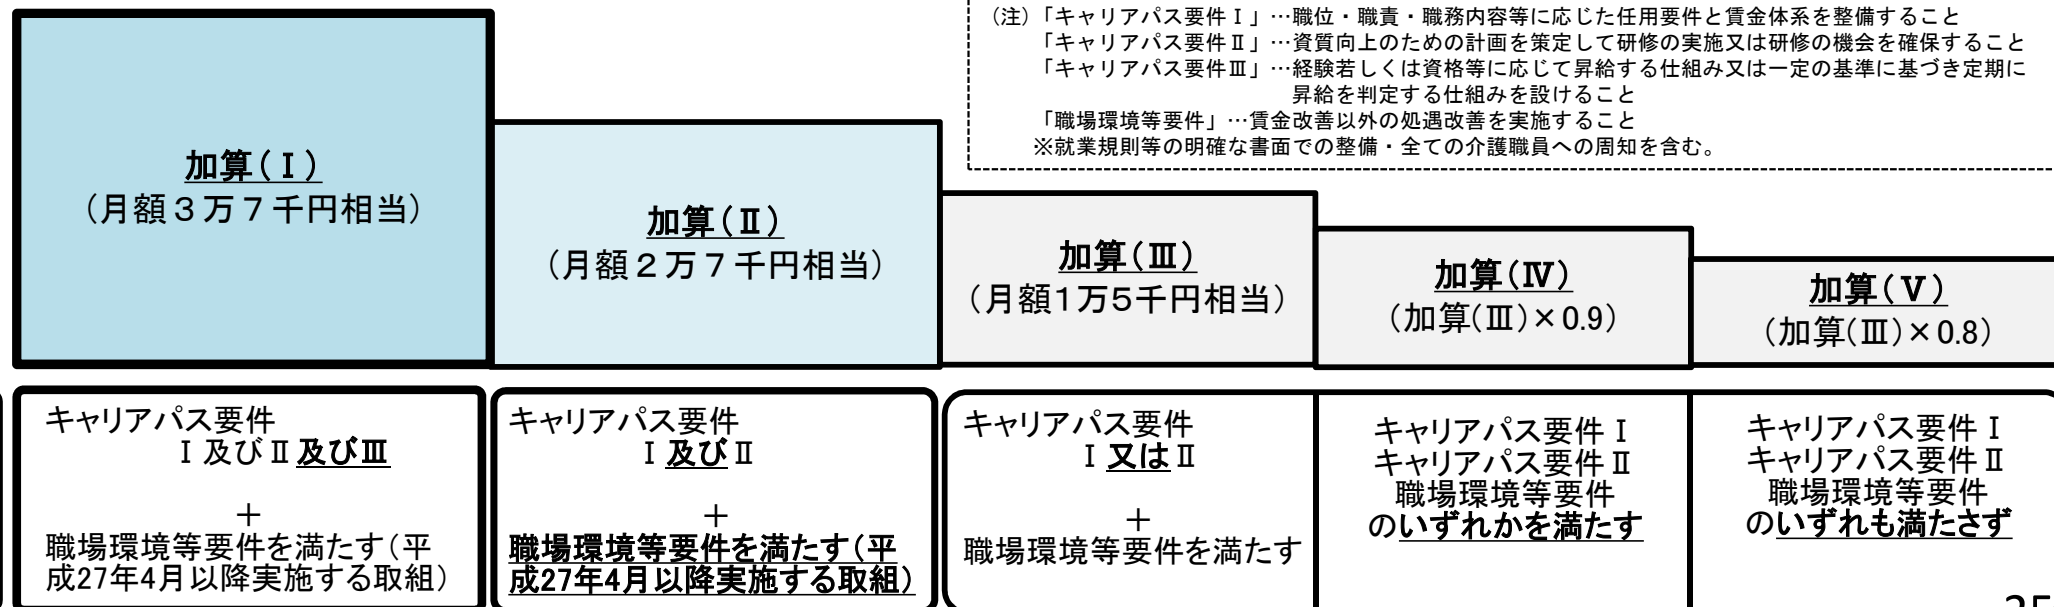 （注）「キャリアパス要件Ⅰ」…職位・職責・職務内容等に応じた任用要件と賃金体系を整備すること
「キャリアパス要件Ⅱ」…資質向上のための計画を策定して研修の実施又は研修の機会を確保すること
「キャリアパス要件Ⅲ」…経験若しくは資格等に応じて昇給する仕組み又は一定の基準に基づき定期に
昇給を判定する仕組みを設けること
「職場環境等要件」…賃金改善以外の処遇改善を実施すること
※就業規則等の明確な書面での整備・全ての介護職員への周知を含む。
加算（Ⅰ）
（月額３万７千円相当）
加算（Ⅱ）
（月額２万７千円相当）
加算（Ⅲ）
（月額1万5千円相当）
加算（Ⅳ）
（加算（Ⅲ）×0.9）
加算（Ⅴ）
（加算（Ⅲ）×0.8）
キャリアパス要件
Ⅰ及びⅡ及びⅢ
＋
職場環境等要件を満たす（平
成27年4月以降実施する取組）
キャリアパス要件
Ⅰ及びⅡ
＋
職場環境等要件を満たす（平
成27年4月以降実施する取組）
キャリアパス要件
Ⅰ又はⅡ
＋
職場環境等要件を満たす
キャリアパス要件Ⅰ
キャリアパス要件Ⅱ
職場環境等要件
のいずれかを満たす
キャリアパス要件Ⅰ
キャリアパス要件Ⅱ
職場環境等要件
のいずれも満たさず